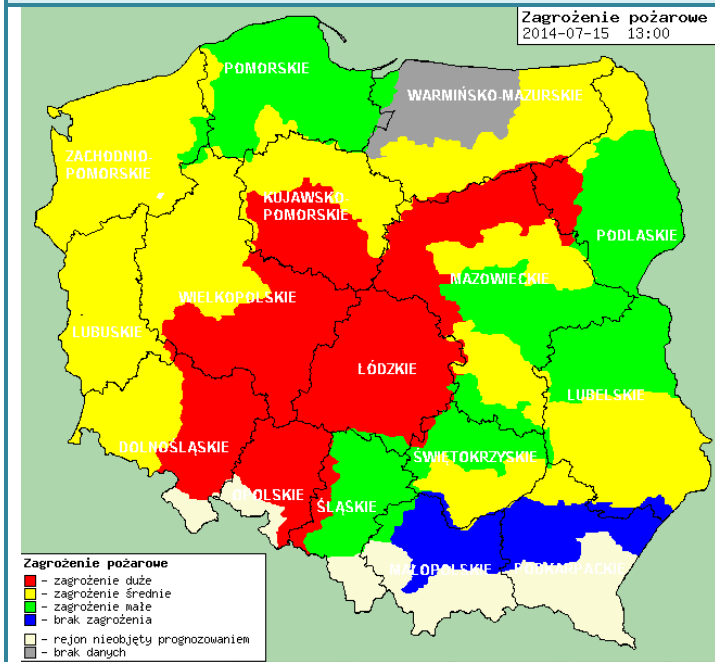 Zagrożenie pożarowe
2014-07-15 13:00
POMORSKIE
WARMIŃSKO-MAZURSKIE
ZACHODNIO-
POMORSKIE
KUJAWSKO-
POMORSKIE
PODLASKIE
MAZOWIECKIE
WIELKOPOLSKIE
LUBUSKIE
ŁÓDZKIE
LUBELSKIE
DOLNOŚLĄSKIE
ŚWIĘTOKRZYSKIE
OPOLSKIE
ŚLĄSKIE
MAŁOPOLSKIE
PODKARPACKIE
Zagrożenie pożarowe
- zagrożenie duże
- zagrożenie średnie
- zagrożenie małe
- brak zagrożenia
- rejon nieobjęty prognozowaniem
- brak danych